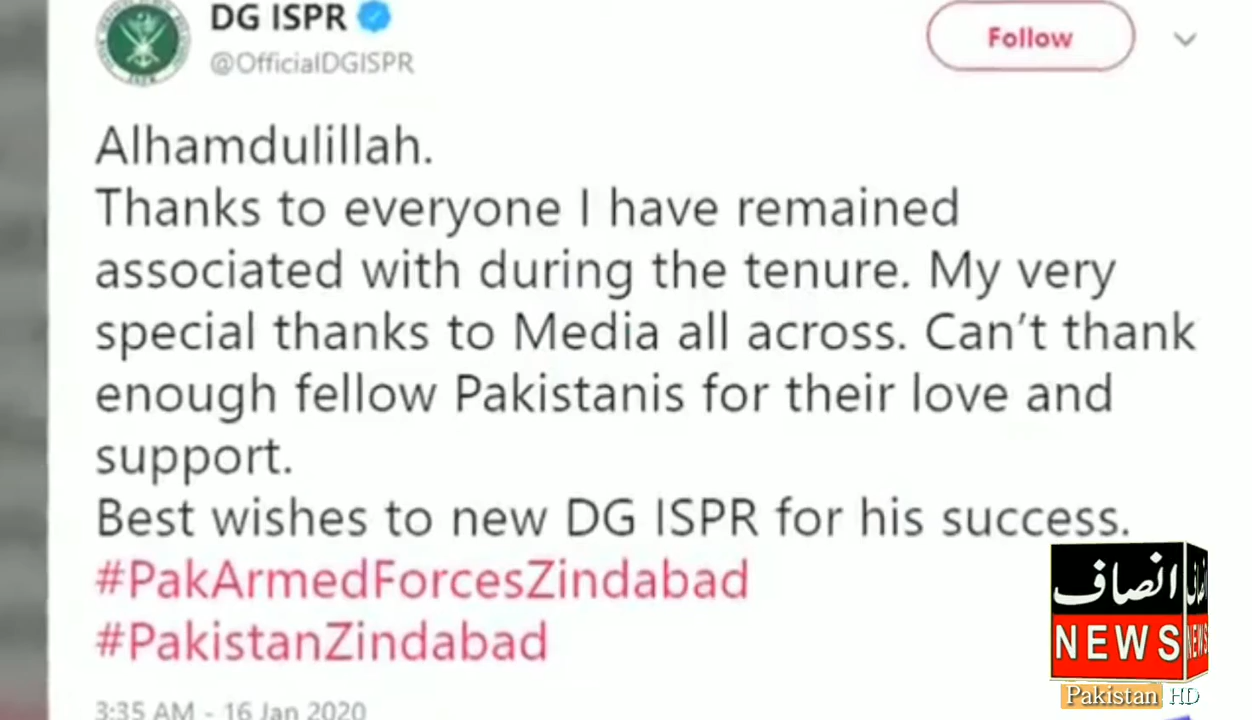 DG ISPR
@OfficialDGISPR
Follow
Alhamdulillah.
Thanks to everyone I have remained
associated with during the tenure. My very
special thanks to Media all across. Can't thank
enough fellow Pakistanis for their love and
support.
Best wishes to new DG ISPR for his success.
#PakArmedForcesZindabad
#PakistanZindabad
3:35 AM - 16 Jan 2020
انصاف
NEWS
انصاف
NEWS
Pakistan HD